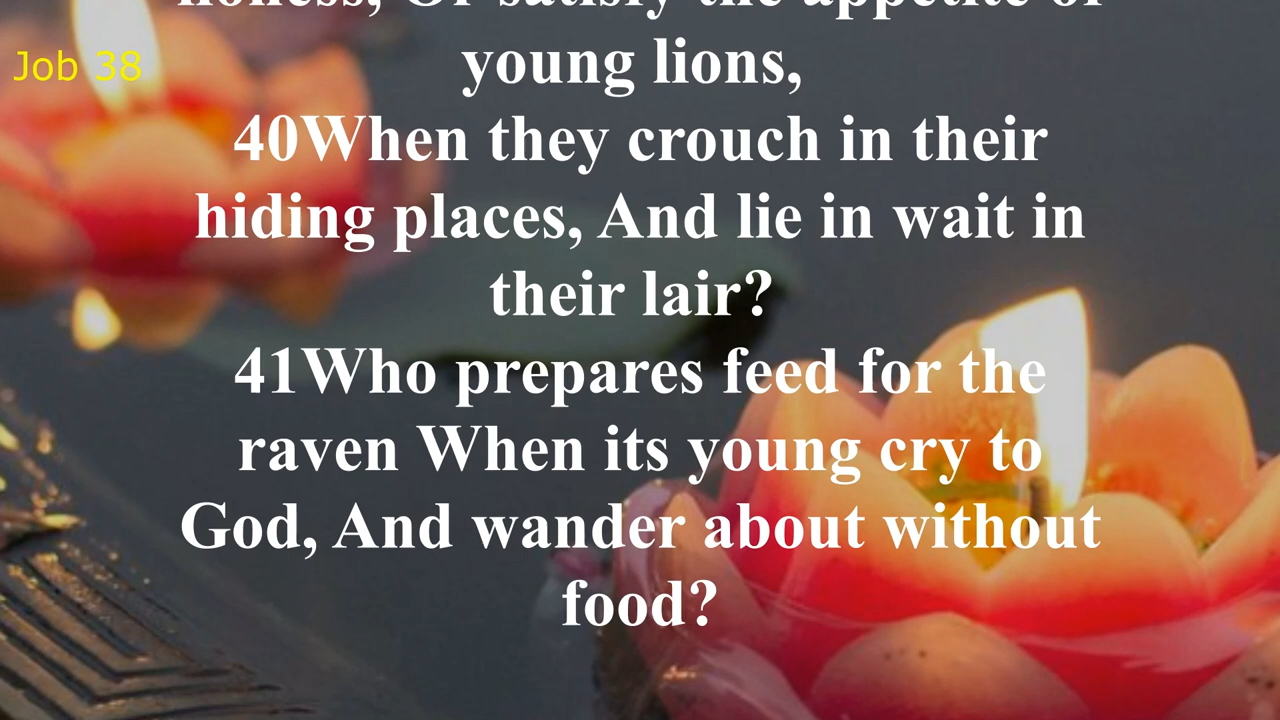 lioness, Or satisfy the appetite of
Job 38
young lions,
40When they crouch in their
hiding places, And lie in wait in
their lair?
41Who prepares feed for the
raven When its young cry to
God, And wander about without
food?